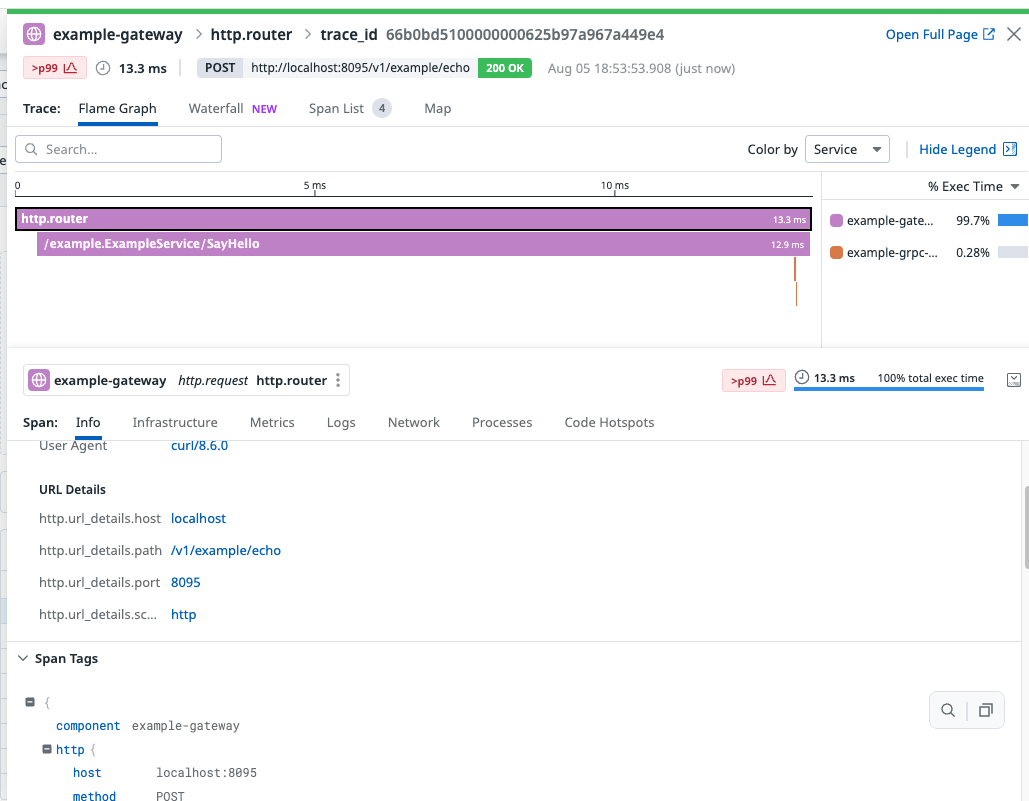 example-gateway > http.router > trace_id 66b0bd5100000000625b97a967a449e4 Open Full Page
>p99 13.3 ms POST http://localhost:8095/v1/example/echo 200 OK Aug 05 18:53:53.908 (just now)
Trace: Flame Graph Waterfall NEW Span List 4 Map
Search... Color by Service Hide Legend
0 5 ms 10 ms % Exec Time
http.router 13.3 ms
example-gate... 99.7%
/example.ExampleService/SayHello 12.9 ms
example-grpc-... 0.28%
example-gateway http.request http.router >p99 13.3 ms 100% total exec time
Span: Info Infrastructure Metrics Logs Network Processes Code Hotspots
User Agent curl/8.6.0
URL Details
http.url_details.host localhost
http.url_details.path /v1/example/echo
http.url_details.port 8095
http.url_details.sc... http
Span Tags
{
component example-gateway
http {
host localhost:8095
method POST